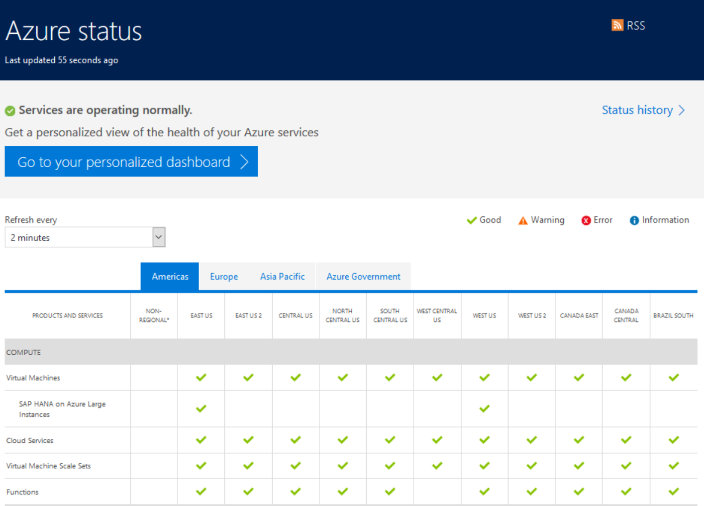 Azure status
RSS
Last updated 55 seconds ago
Services are operating normally.
Status history
Get a personalized view of the health of your Azure services
Go to your personalized dashboard
Refresh every
Good Warning Error Information
2 minutes
Americas Europe Asia Pacific Azure Government
PRODUCTS AND SERVICES NON-REGIONAL* EAST US EAST US 2 CENTRAL US NORTH CENTRAL US SOUTH CENTRAL US WEST CENTRAL US WEST US WEST US 2 CANADA EAST CANADA CENTRAL BRAZIL SOUTH
COMPUTE
Virtual Machines
SAP HANA on Azure Large
Instances
Cloud Services
Virtual Machine Scale Sets
Functions